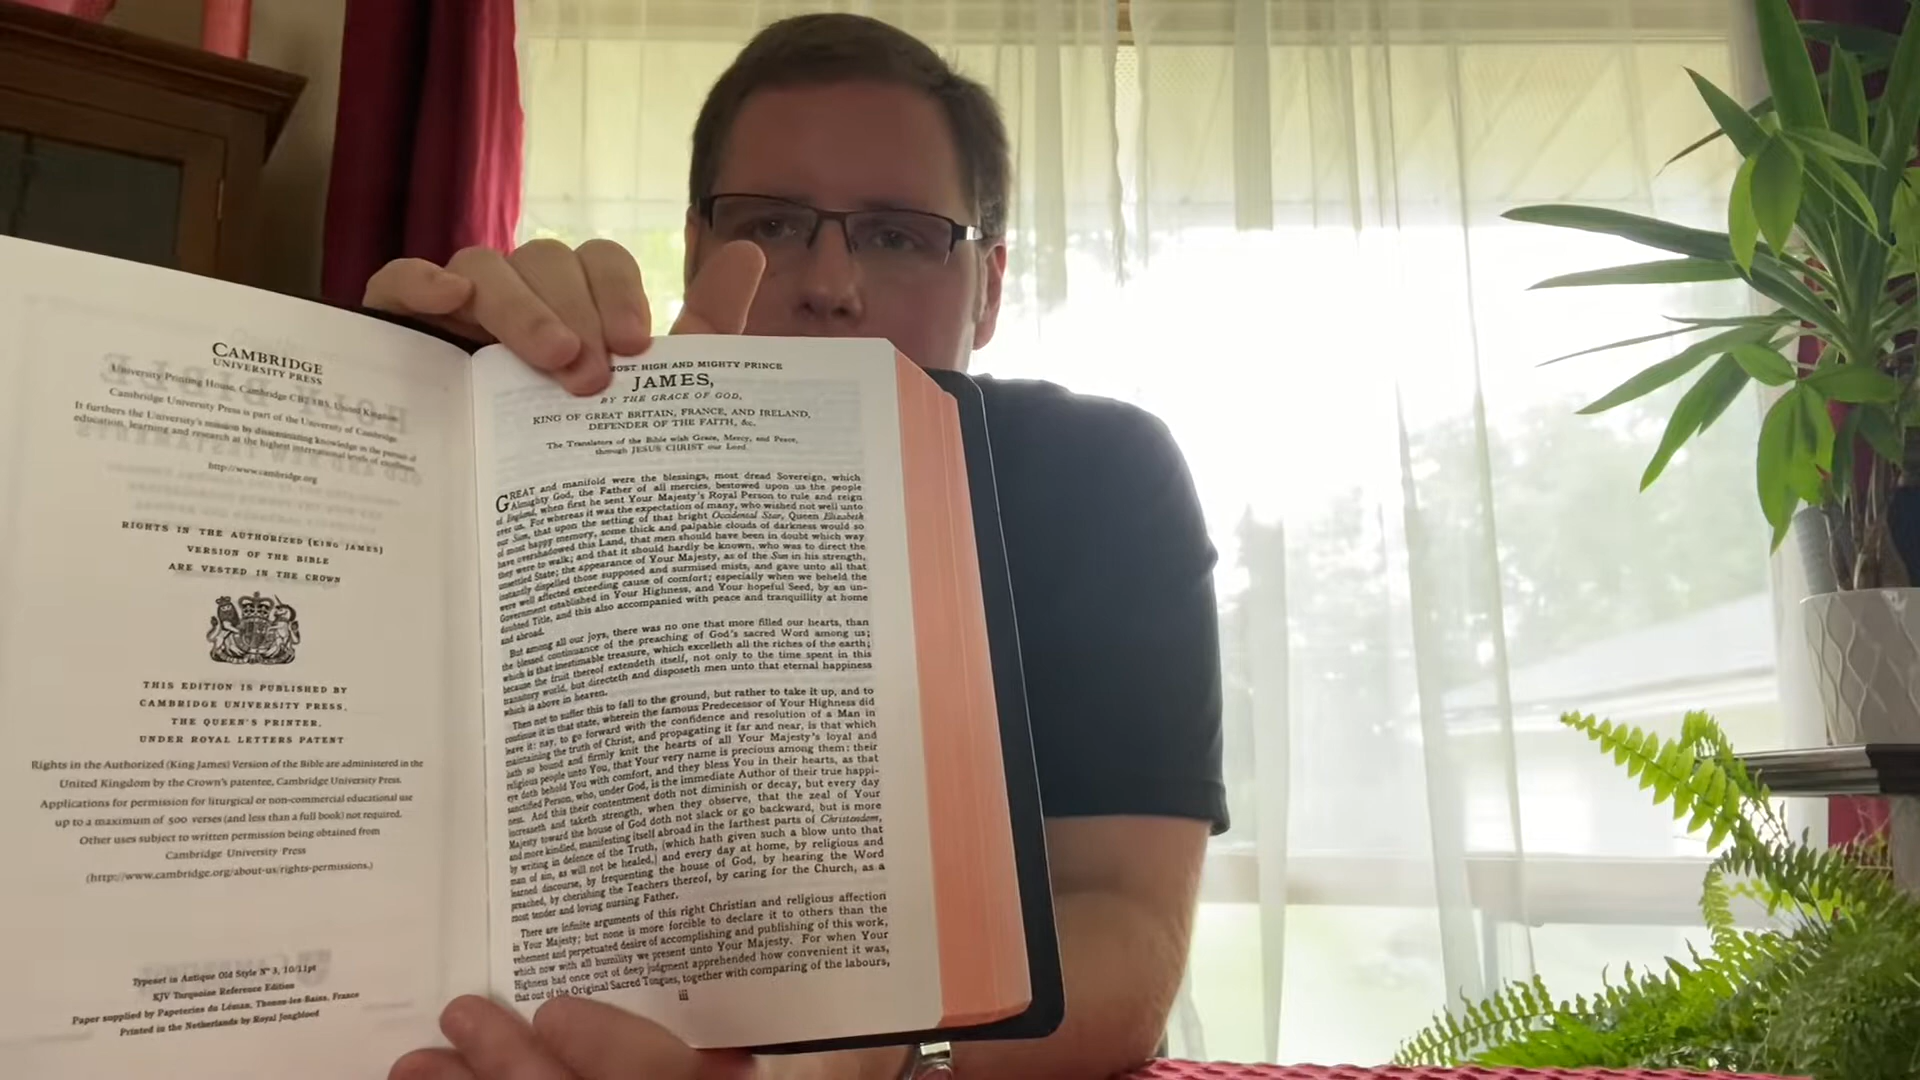 CAMBRIDGE
UNIVERSITY PRESS
University Printing House, Cambridge CB2 8BS, United Kingdom
Cambridge University Press is part of the University of Cambridge.
It furthers the University's mission by disseminating knowledge in the pursuit of
education, learning and research at the highest international levels of excellence.
http://www.cambridge.org
RIGHTS IN THE AUTHORIZED (KING JAMES)
VERSION OF THE BIBLE
ARE VESTED IN THE CROWN
THIS EDITION IS PUBLISHED BY
CAMBRIDGE UNIVERSITY PRESS,
THE QUEEN'S PRINTER,
UNDER ROYAL LETTERS PATENT
Rights in the Authorized (King James) Version of the Bible are administered in the
United Kingdom by the Crown's patentee, Cambridge University Press.
Applications for permission for liturgical or non-commercial educational use
up to a maximum of 500 verses (and less than a full book) not required.
Other uses subject to written permission being obtained from
Cambridge University Press
(http://www.cambridge.org/about-us/rights-permissions.)
Typeset in Antique Old Style Nº 3, 10/11pt
KJV Turquoise Reference Edition
Paper supplied by Papeteries du Léman, Thonon-les-Bains, France
Printed in the Netherlands by Royal Jongbloed
MOST HIGH AND MIGHTY PRINCE
JAMES,
BY THE GRACE OF GOD,
KING OF GREAT BRITAIN, FRANCE, AND IRELAND,
DEFENDER OF THE FAITH, &c.
The Translators of the Bible wish Grace, Mercy, and Peace,
through JESUS CHRIST our Lord.
GREAT and manifold were the blessings, most dread Sovereign, which
Almighty God, the Father of all mercies, bestowed upon us the people
of England, when first he sent Your Majesty's Royal Person to rule and reign
over us. For whereas it was the expectation of many, who wished not well unto
our Sion, that upon the setting of that bright Occidental Star, Queen Elizabeth
of most happy memory, some thick and palpable clouds of darkness would so
have overshadowed this Land, that men should have been in doubt which way
they were to walk; and that it should hardly be known, who was to direct the
unsettled State; the appearance of Your Majesty, as of the Sun in his strength,
instantly dispelled those supposed and surmised mists, and gave unto all that
were well affected exceeding cause of comfort; especially when we beheld the
Government established in Your Highness, and Your hopeful Seed, by an un-
doubted Title, and this also accompanied with peace and tranquillity at home
and abroad.
But among all our joys, there was no one that more filled our hearts, than
the blessed continuance of the preaching of God's sacred Word among us;
which is that inestimable treasure, which excelleth all the riches of the earth;
because the fruit thereof extendeth itself, not only to the time spent in this
transitory world, but directeth and disposeth men unto that eternal happiness
which is above in heaven.
Then not to suffer this to fall to the ground, but rather to take it up, and to
continue it in that state, wherein the famous Predecessor of Your Highness did
leave it: nay, to go forward with the confidence and resolution of a Man in
maintaining the truth of Christ, and propagating it far and near, is that which
hath so bound and firmly knit the hearts of all Your Majesty's loyal and
religious people unto You, that Your very name is precious among them: their
eye doth behold You with comfort, and they bless You in their hearts, as that
sanctified Person, who, under God, is the immediate Author of their true happi-
ness. And this their contentment doth not diminish or decay, but every day
increaseth and taketh strength, when they observe, that the zeal of Your
Majesty toward the house of God doth not slack or go backward, but is more
and more kindled, manifesting itself abroad in the farthest parts of Christendom,
by writing in defence of the Truth, (which hath given such a blow unto that
man of sin, as will not be healed,) and every day at home, by religious and
learned discourse, by frequenting the house of God, by hearing the Word
preached, by cherishing the Teachers thereof, by caring for the Church, as a
most tender and loving nursing Father.
There are infinite arguments of this right Christian and religious affection
in Your Majesty; but none is more forcible to declare it to others than the
vehement and perpetuated desire of accomplishing and publishing of this work,
which now with all humility we present unto Your Majesty. For when Your
Highness had once out of deep judgment apprehended how convenient it was,
that out of the Original Sacred Tongues, together with comparing of the labours,
iii